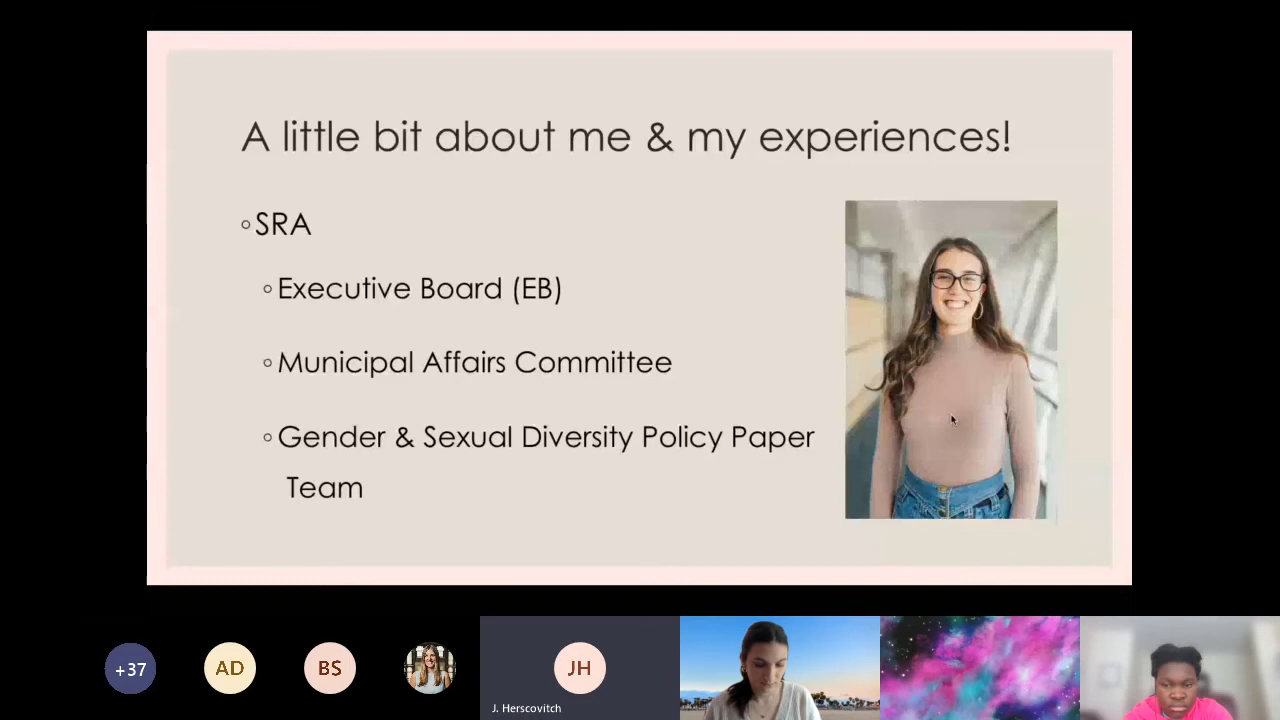 A little bit about me & my experiences!
◦SRA
◦Executive Board (EB)
◦Municipal Affairs Committee
◦Gender & Sexual Diversity Policy Paper
Team
+37
AD
BS
JH
J. Herscovitch